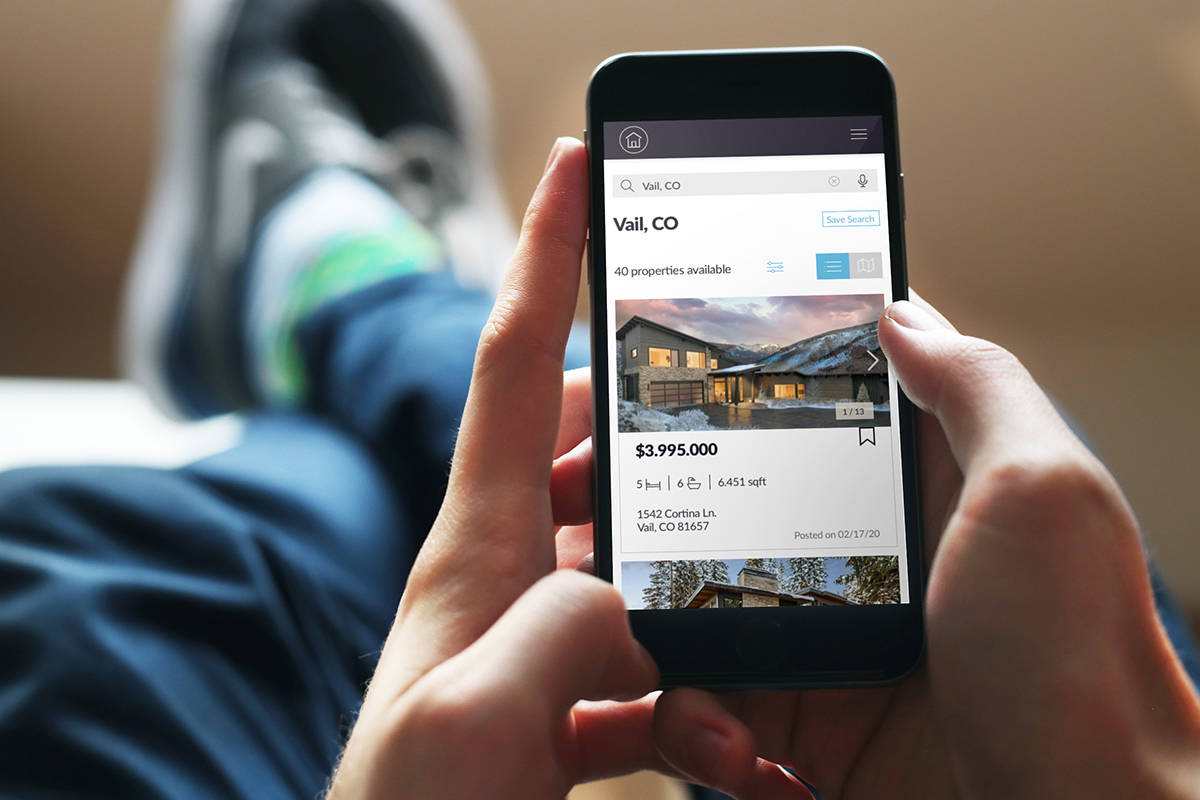 Vail, CO
Vail, CO
Save Search
40 properties available
1 / 13
$3.995.000
5 | 6 | 6.451 sqft
1542 Cortina Ln.
Vail, CO 81657
Posted on 02/17/20